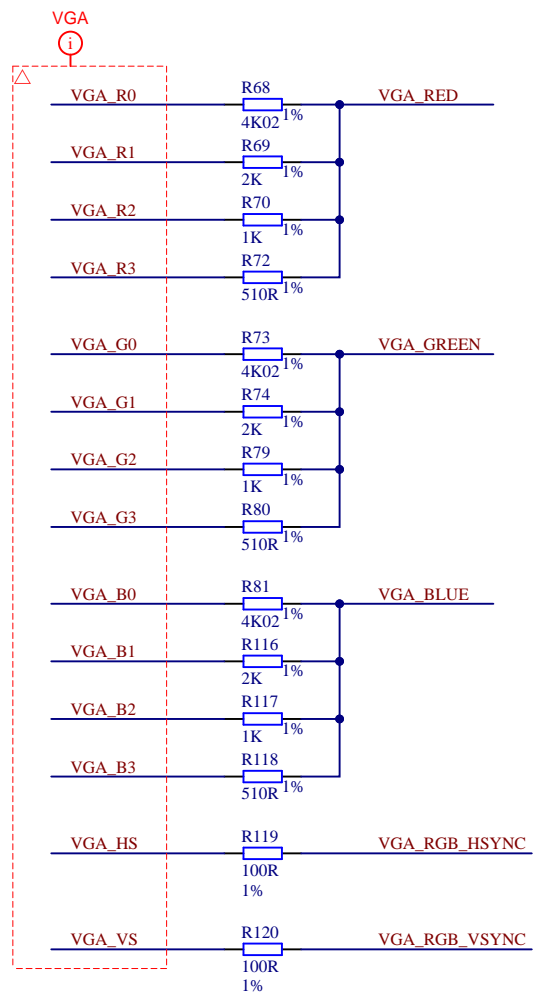 VGA
i
VGA_R0 R68 VGA_RED
4K02 1%
VGA_R1 R69
2K 1%
VGA_R2 R70
1K 1%
VGA_R3 R72
510R 1%
VGA_G0 R73 VGA_GREEN
4K02 1%
VGA_G1 R74
2K 1%
VGA_G2 R79
1K 1%
VGA_G3 R80
510R 1%
VGA_B0 R81 VGA_BLUE
4K02 1%
VGA_B1 R116
2K 1%
VGA_B2 R117
1K 1%
VGA_B3 R118
510R 1%
VGA_HS R119 VGA_RGB_HSYNC
100R
1%
VGA_VS R120 VGA_RGB_VSYNC
100R
1%